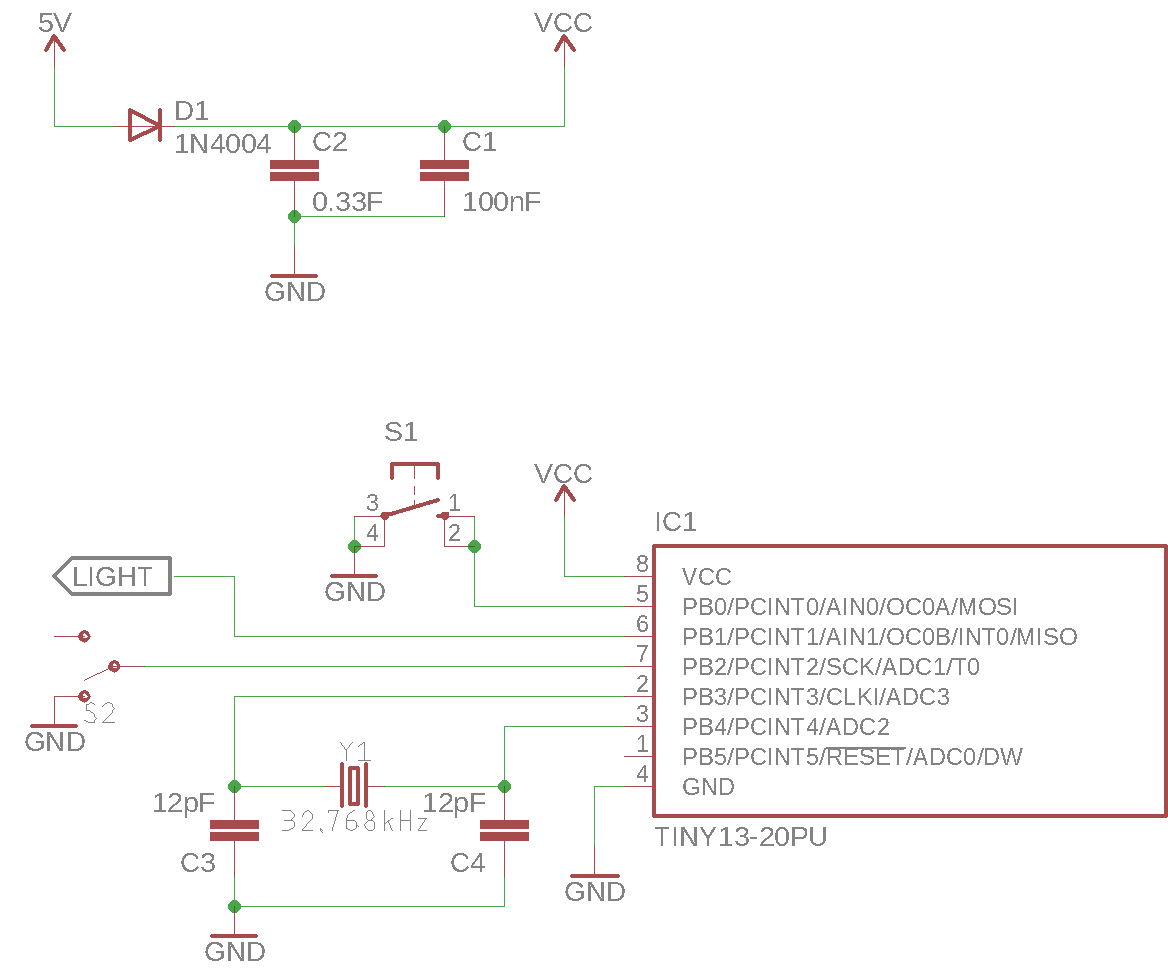 5V
VCC
D1
1N4004
C2
C1
0.33F
100nF
GND
S1
3
1
4
2
GND
VCC
IC1
LIGHT
8
VCC
5
PB0/PCINT0/AIN0/OC0A/MOSI
6
PB1/PCINT1/AIN1/OC0B/INT0/MISO
7
PB2/PCINT2/SCK/ADC1/T0
2
PB3/PCINT3/CLKI/ADC3
3
PB4/PCINT4/ADC2
1
PB5/PCINT5/RESET/ADC0/DW
4
GND
TINY13-20PU
S2
GND
Y1
12pF
12pF
32,768kHz
C3
C4
GND
GND